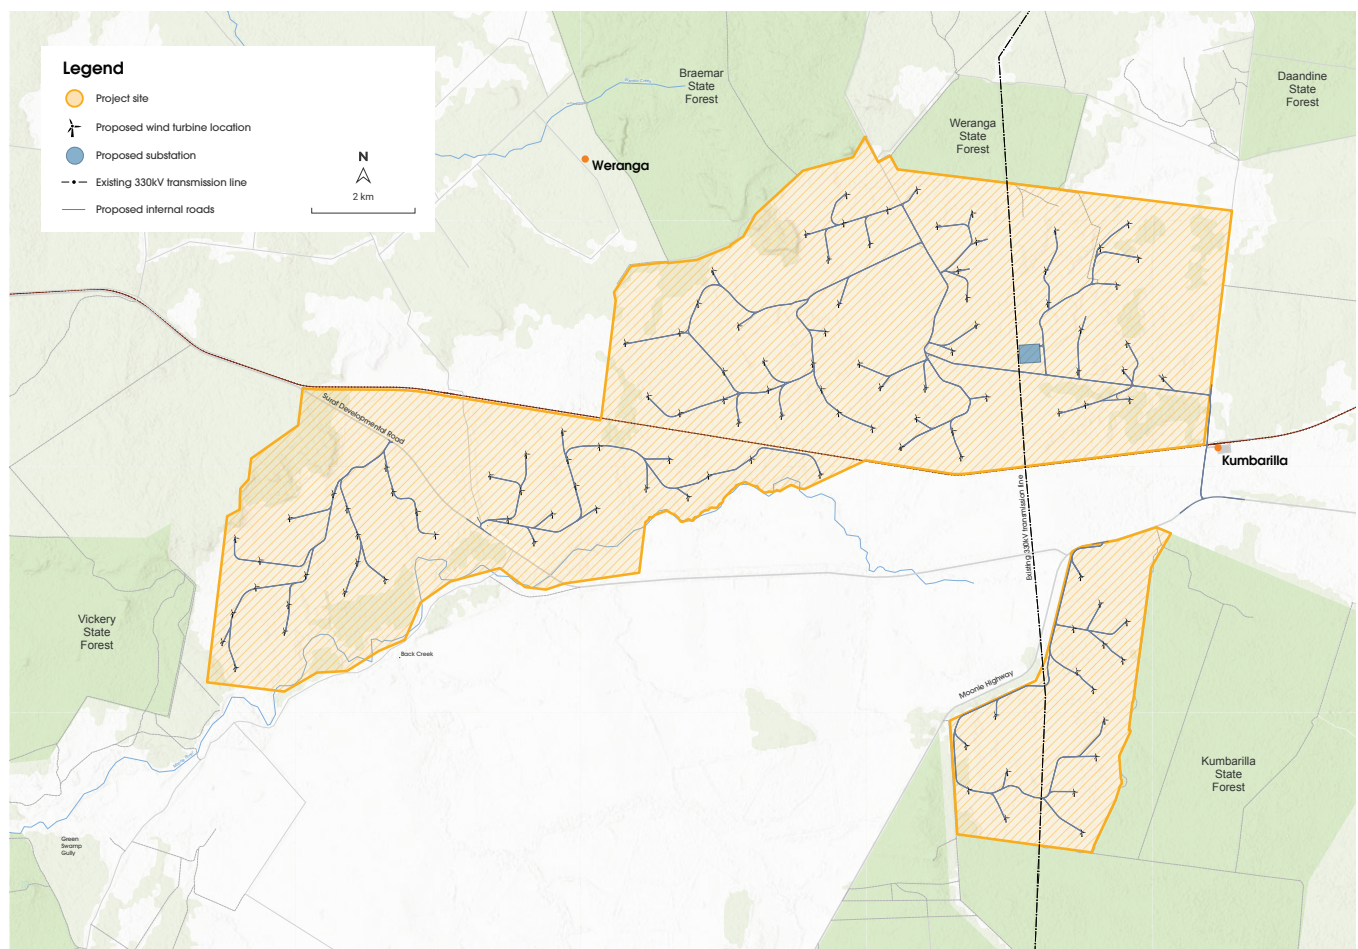 Legend
Project site
Proposed wind turbine location
Proposed substation
Existing 330kV transmission line
Proposed internal roads
N
2 km
Braemar
State
Forest
Weranga
State
Forest
Daandine
State
Forest
Weranga
Surat Developmental Road
Kumbarilla
Existing 330kV transmission line
Vickery
State
Forest
Back Creek
Moonie Highway
Kumbarilla
State
Forest
Green
Swamp
Gully